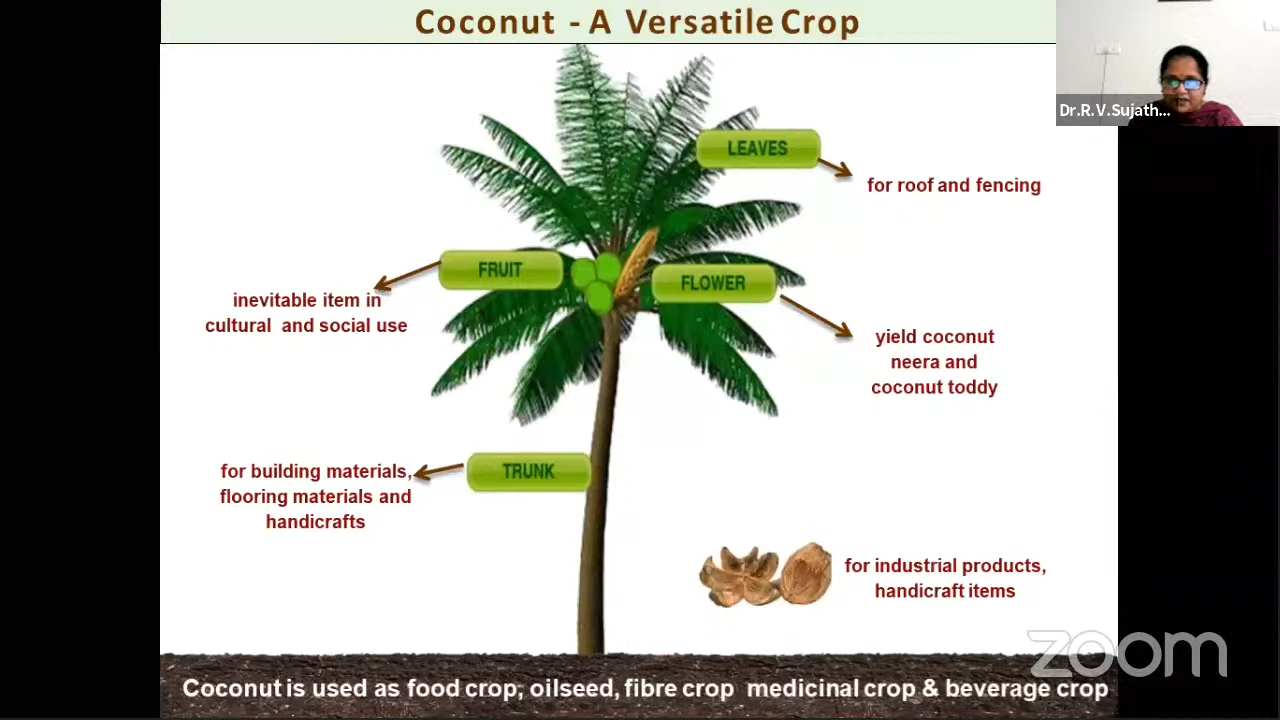 Coconut - A Versatile Crop
Dr.R.V.Sujath...
LEAVES
for roof and fencing
FRUIT
FLOWER
inevitable item in
cultural and social use
yield coconut
neera and
coconut toddy
TRUNK
for building materials,
flooring materials and
handicrafts
for industrial products,
handicraft items
zoom
Coconut is used as food crop; oilseed, fibre crop medicinal crop & beverage crop